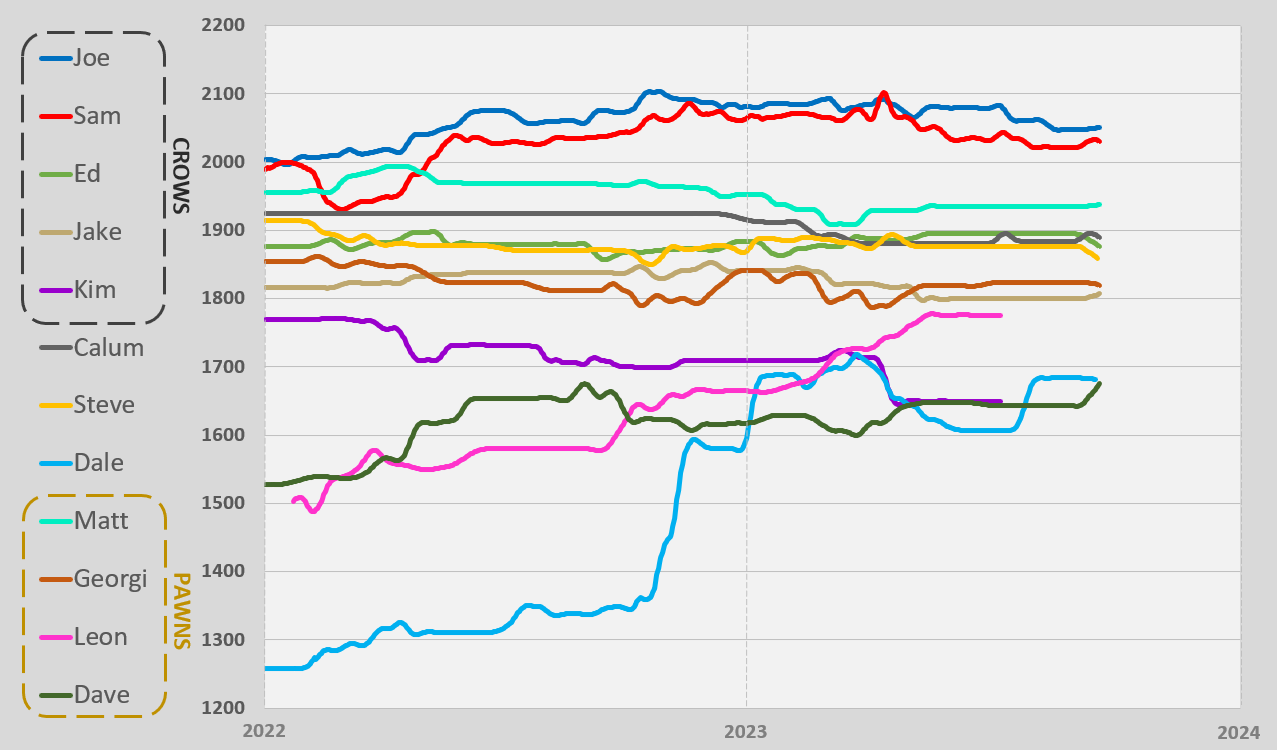 Joe
Sam
Ed
Jake
Kim
CROWS
Calum
Steve
Dale
Matt
Georgi
Leon
Dave
PAWNS
2200
2100
2000
1900
1800
1700
1600
1500
1400
1300
1200
2022
2023
2024